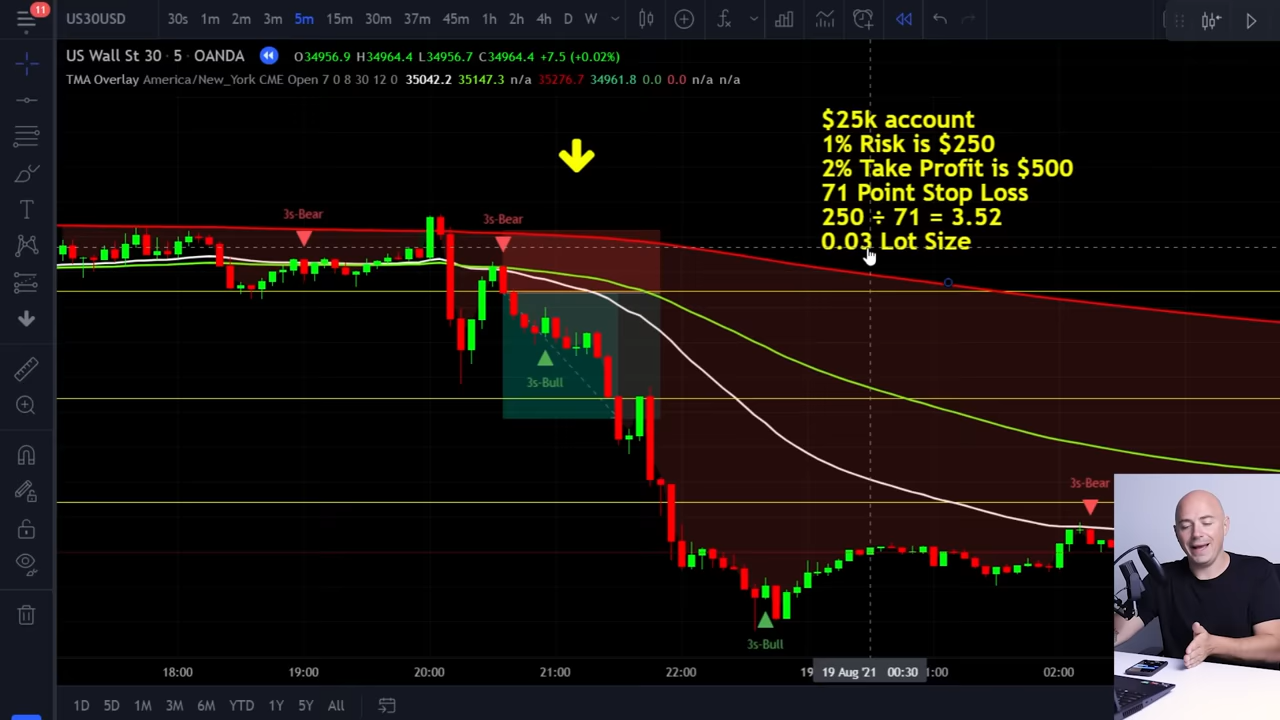 11
US30USD 30s 1m 2m 3m 5m 15m 30m 37m 45m 1h 2h 4h D W
US Wall St 30 · 5 · OANDA O34956.9 H34964.4 L34956.7 C34964.4 +7.5 (+0.02%)
TMA Overlay America/New_York CME Open 7 0 8 30 12 0 35042.2 35147.3 n/a 35276.7 34961.8 0.0 0.0 n/a n/a
$25k account
1% Risk is $250
2% Take Profit is $500
71 Point Stop Loss
250 ÷ 71 = 3.52
0.03 Lot Size
3s-Bear
3s-Bear
3s-Bull
3s-Bear
3s-Bull
18:00 19:00 20:00 21:00 22:00 19 19 Aug '21 00:30 1:00 02:00
1D 5D 1M 3M 6M YTD 1Y 5Y All